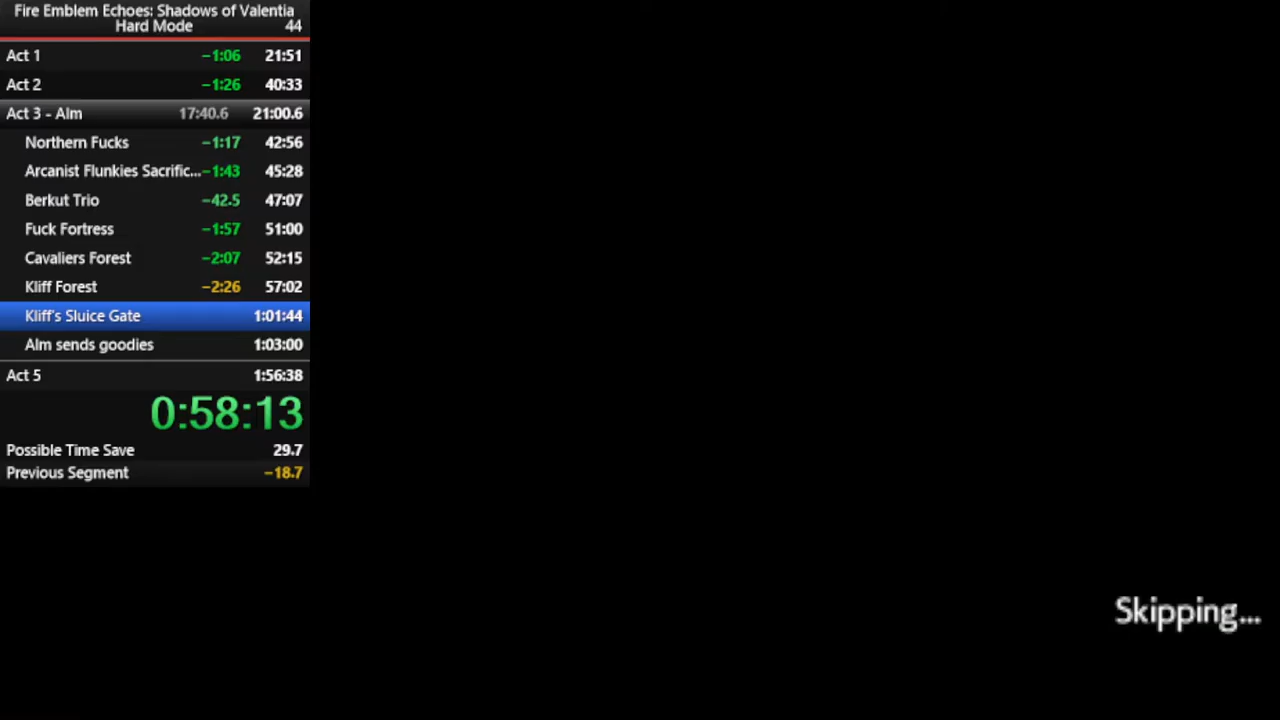 Fire Emblem Echoes: Shadows of Valentia
Hard Mode 44
Act 1 −1:06 21:51
Act 2 −1:26 40:33
Act 3 - Alm 17:40.6 21:00.6
Northern Fucks −1:17 42:56
Arcanist Flunkies Sacrific... −1:43 45:28
Berkut Trio −42.5 47:07
Fuck Fortress −1:57 51:00
Cavaliers Forest −2:07 52:15
Kliff Forest −2:26 57:02
Kliff's Sluice Gate 1:01:44
Alm sends goodies 1:03:00
Act 5 1:56:38
0:58:13
Possible Time Save 29.7
Previous Segment −18.7
Skipping...